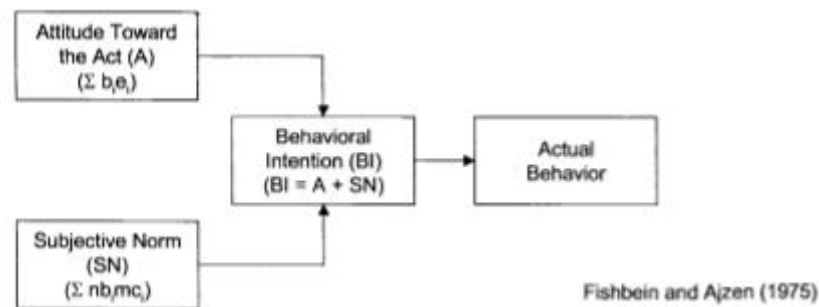 Attitude Toward
the Act (A)
(Σ bᵢeᵢ)
Behavioral
Intention (BI)
(BI = A + SN)
Actual
Behavior
Subjective Norm
(SN)
(Σ nbᵢmcᵢ)
Fishbein and Ajzen (1975)